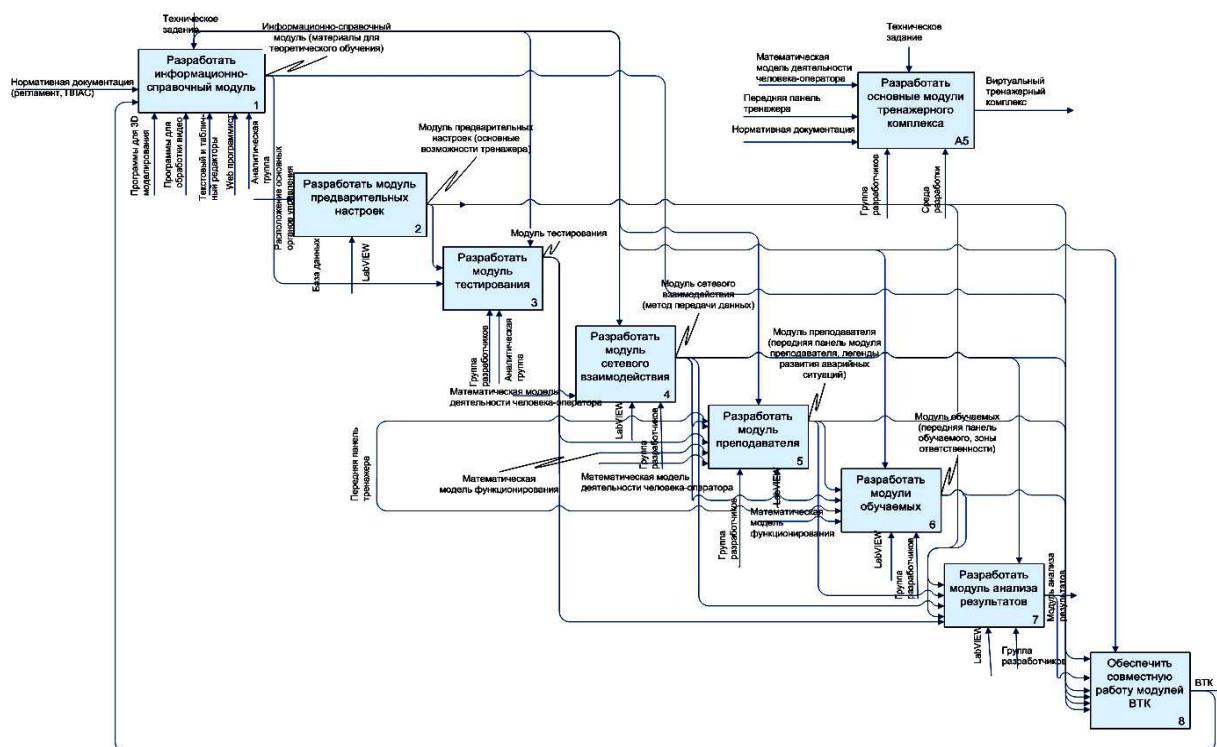 Техническое
задание
Информационно-справочный
модуль (материалы для
теоретического обучения)
Разработать
информационно-
справочный модуль
1
Нормативная документация
(регламент, ПЛАС)
Программы для 3D
моделирования
Программы для
обработки видео
Текстовый и таблич-
ный редакторы
Web программист
Аналитическая
группа
Техническое
задание
Математическая
модель деятельности
человека-оператора
Передняя панель
тренажера
Нормативная документация
Разработать
основные модули
тренажерного
комплекса
A5
Виртуальный
тренажерный
комплекс
Группа
разработчиков
Среда
разработки
Модуль предварительных
настроек (основные
возможности тренажера)
Расположение основных
органов управления
Разработать модуль
предварительных
настроек
2
База данных
LabVIEW
Модуль тестирования
Разработать
модуль
тестирования
3
Группа
разработчиков
Аналитическая
группа
Модуль сетевого
взаимодействия
(метод передачи данных)
Разработать
модуль
сетевого
взаимодействия
4
Математическая модель
деятельности человека-оператора
LabVIEW
Группа
разработчиков
Модуль преподавателя
(передняя панель модуля
преподавателя, легенды
развития аварийных
ситуаций)
Разработать
модуль
преподавателя
5
Передняя панель
тренажера
Математическая
модель функционирования
Математическая модель
деятельности человека-оператора
Группа
разработчиков
LabVIEW
Модуль обучаемых
(передняя панель
обучаемого, зоны
ответственности)
Разработать
модули
обучаемых
6
Математическая
модель
функционирования
LabVIEW
Группа
разработчиков
Разработать
модуль анализа
результатов
7
Модуль анализа
результатов
LabVIEW
Группа
разработчиков
Обеспечить
совместную
работу модулей
ВТК
8
ВТК